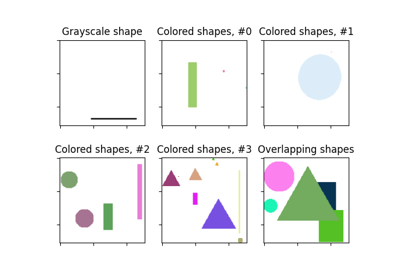 Grayscale shape
Colored shapes, #0
Colored shapes, #1
Colored shapes, #2
Colored shapes, #3
Overlapping shapes